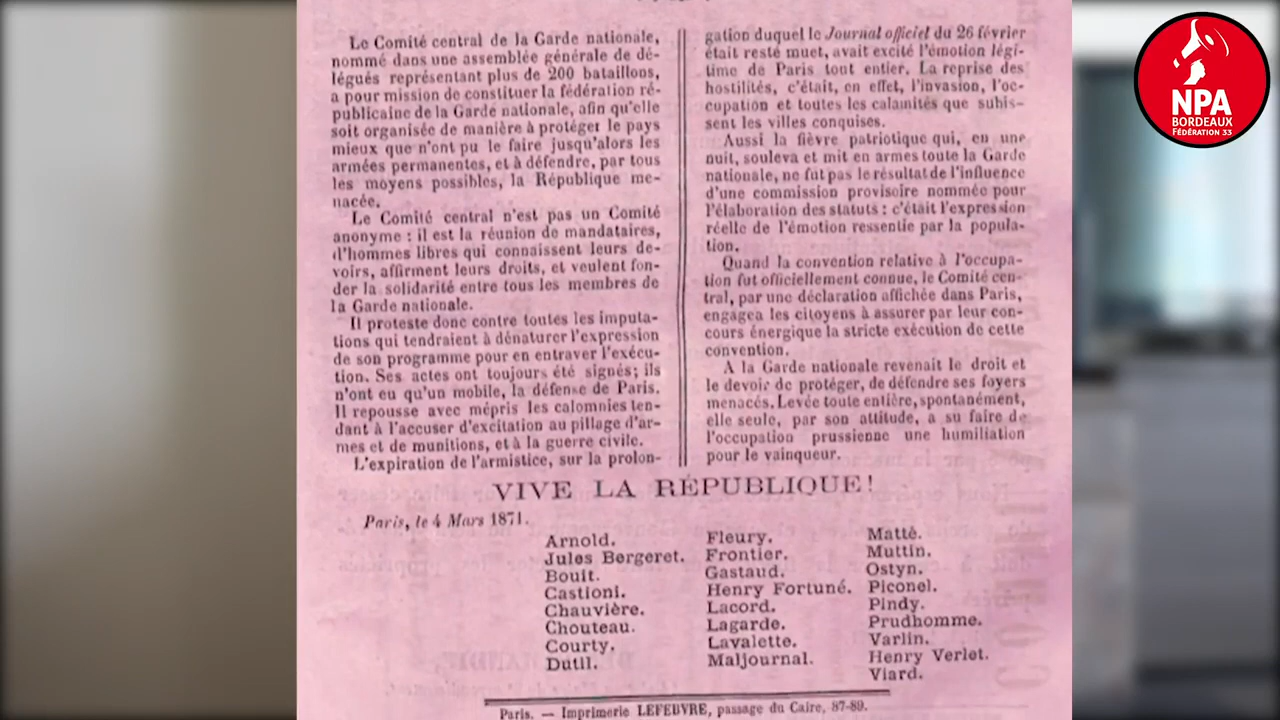 Le Comité central de la Garde nationale,
nommé dans une assemblée générale de dé-
légués représentant plus de 200 bataillons,
a pour mission de constituer la fédération ré-
publicaine de la Garde nationale, afin qu'elle
soit organisée de manière à protéger le pays
mieux que n'ont pu le faire jusqu'alors les
armées permanentes, et à défendre, par tous
les moyens possibles, la République me-
nacée.
Le Comité central n'est pas un Comité
anonyme : il est la réunion de mandataires,
d'hommes libres qui connaissent leurs de-
voirs, affirment leurs droits, et veulent fon-
der la solidarité entre tous les membres de
la Garde nationale.
Il proteste donc contre toutes les imputa-
tions qui tendraient à dénaturer l'expression
de son programme pour en entraver l'exécu-
tion. Ses actes ont toujours été signés; ils
n'ont eu qu'un mobile, la défense de Paris.
Il repousse avec mépris les calomnies ten-
dant à l'accuser d'excitation au pillage d'ar-
mes et de munitions, et à la guerre civile.
L'expiration de l'armistice, sur la prolon-
gation duquel le Journal officiel du 26 février
était resté muet, avait excité l'émotion légi-
time de Paris tout entier. La reprise des
hostilités, c'était, en effet, l'invasion, l'oc-
cupation et toutes les calamités que subis-
sent les villes conquises.
Aussi la fièvre patriotique qui, en une
nuit, souleva et mit en armes toute la Garde
nationale, ne fut pas le résultat de l'influence
d'une commission provisoire nommée pour
l'élaboration des statuts : c'était l'expression
réelle de l'émotion ressentie par la popula-
tion.
Quand la convention relative à l'occupa-
tion fut officiellement connue, le Comité cen-
tral, par une déclaration affichée dans Paris,
engagea les citoyens à assurer par leur con-
cours énergique la stricte exécution de cette
convention.
A la Garde nationale revenait le droit et
le devoir de protéger, de défendre ses foyers
menacés. Levée toute entière, spontanément,
elle seule, par son attitude, a su faire de
l'occupation prussienne une humiliation
pour le vainqueur.
VIVE LA RÉPUBLIQUE!
Paris, le 4 Mars 1871.
Arnold.
Jules Bergeret.
Bouit.
Castioni.
Chauvière.
Chouteau.
Courty.
Dutil.
Fleury.
Frontier.
Gastaud.
Henry Fortuné.
Lacord.
Lagarde.
Lavalette.
Maljournal.
Matté.
Muttin.
Ostyn.
Piconel.
Pindy.
Prudhomme.
Varlin.
Henry Verlet.
Viard.
Paris. — Imprimerie LEFEBVRE, passage du Caire, 87-89.
NPA
BORDEAUX
FÉDÉRATION 33